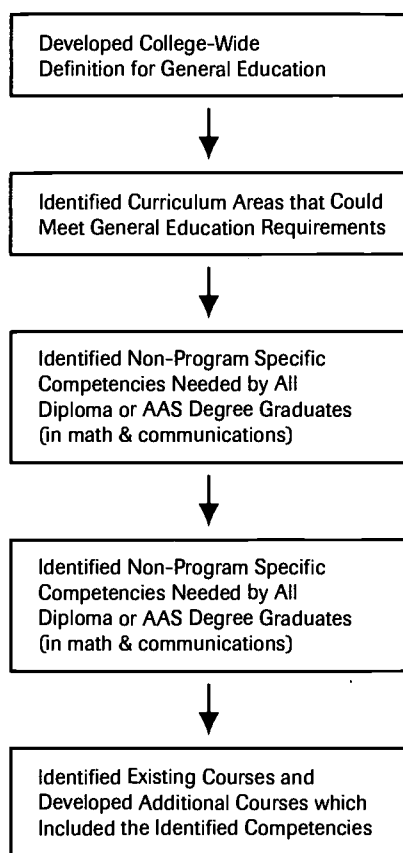 Developed College-Wide
Definition for General Education
Identified Curriculum Areas that Could
Meet General Education Requirements
Identified Non-Program Specific
Competencies Needed by All
Diploma or AAS Degree Graduates
(in math & communications)
Identified Non-Program Specific
Competencies Needed by All
Diploma or AAS Degree Graduates
(in math & communications)
Identified Existing Courses and
Developed Additional Courses which
Included the Identified Competencies